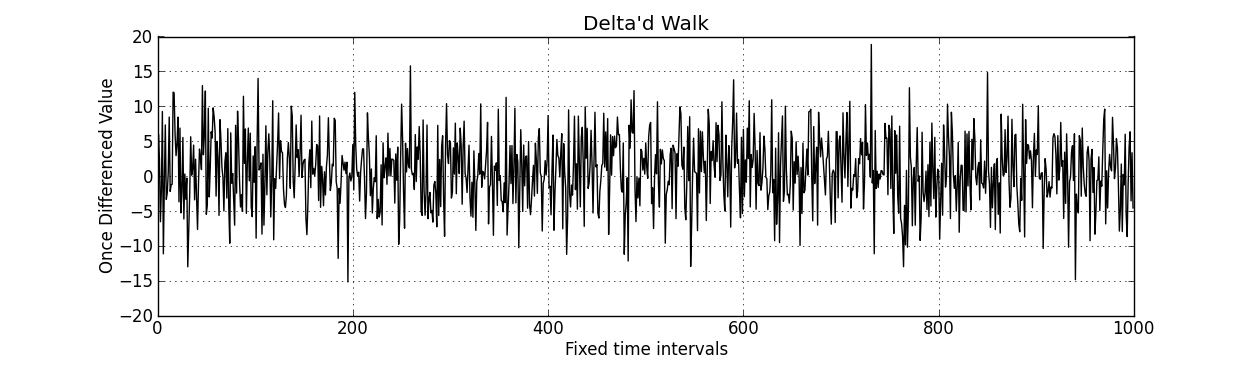 Delta'd Walk
Once Differenced Value
20
15
10
5
0
−5
−10
−15
−20
0 200 400 600 800 1000
Fixed time intervals